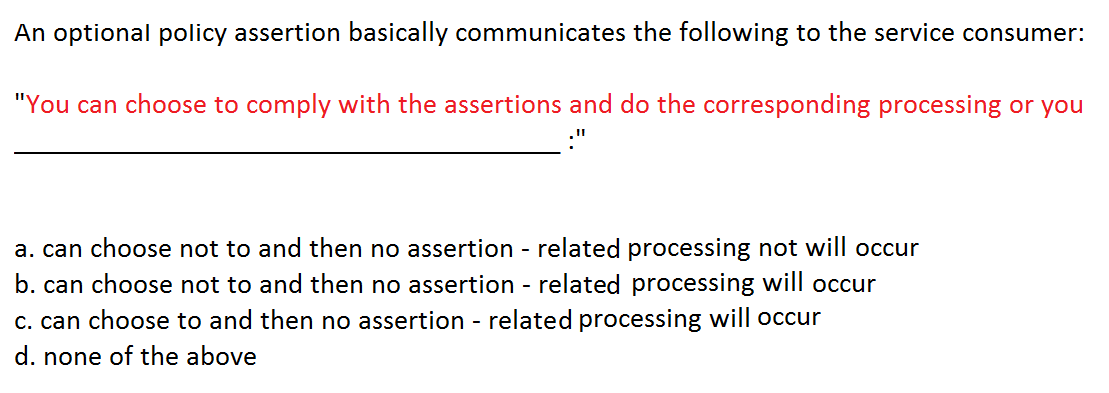 An optional policy assertion basically communicates the following to the service consumer:
"You can choose to comply with the assertions and do the corresponding processing or you
______________________________________ :"
a. can choose not to and then no assertion - related processing not will occur
b. can choose not to and then no assertion - related processing will occur
c. can choose to and then no assertion - related processing will occur
d. none of the above